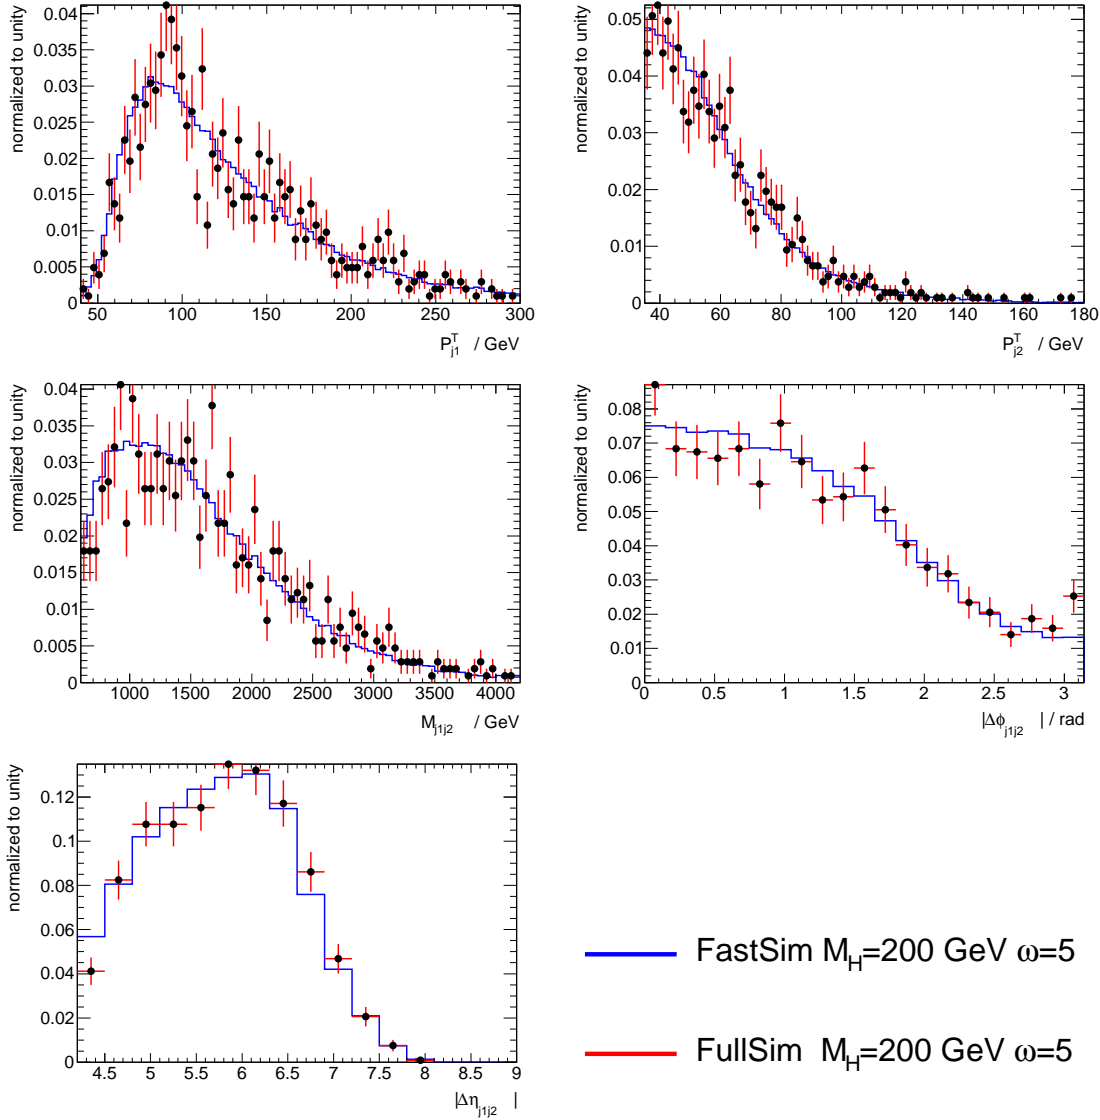 normalized to unity
0.04
0.035
0.03
0.025
0.02
0.015
0.01
0.005
0
50 100 150 200 250 300
P^T_j1 / GeV
normalized to unity
0.05
0.04
0.03
0.02
0.01
0
40 60 80 100 120 140 160 180
P^T_j2 / GeV
normalized to unity
0.04
0.035
0.03
0.025
0.02
0.015
0.01
0.005
0
1000 1500 2000 2500 3000 3500 4000
M_j1j2 / GeV
normalized to unity
0.08
0.07
0.06
0.05
0.04
0.03
0.02
0.01
0
0 0.5 1 1.5 2 2.5 3
|Δϕ_j1j2 | / rad
normalized to unity
0.12
0.1
0.08
0.06
0.04
0.02
0
4.5 5 5.5 6 6.5 7 7.5 8 8.5 9
|Δη_j1j2 |
FastSim M_H=200 GeV ω=5
FullSim M_H=200 GeV ω=5